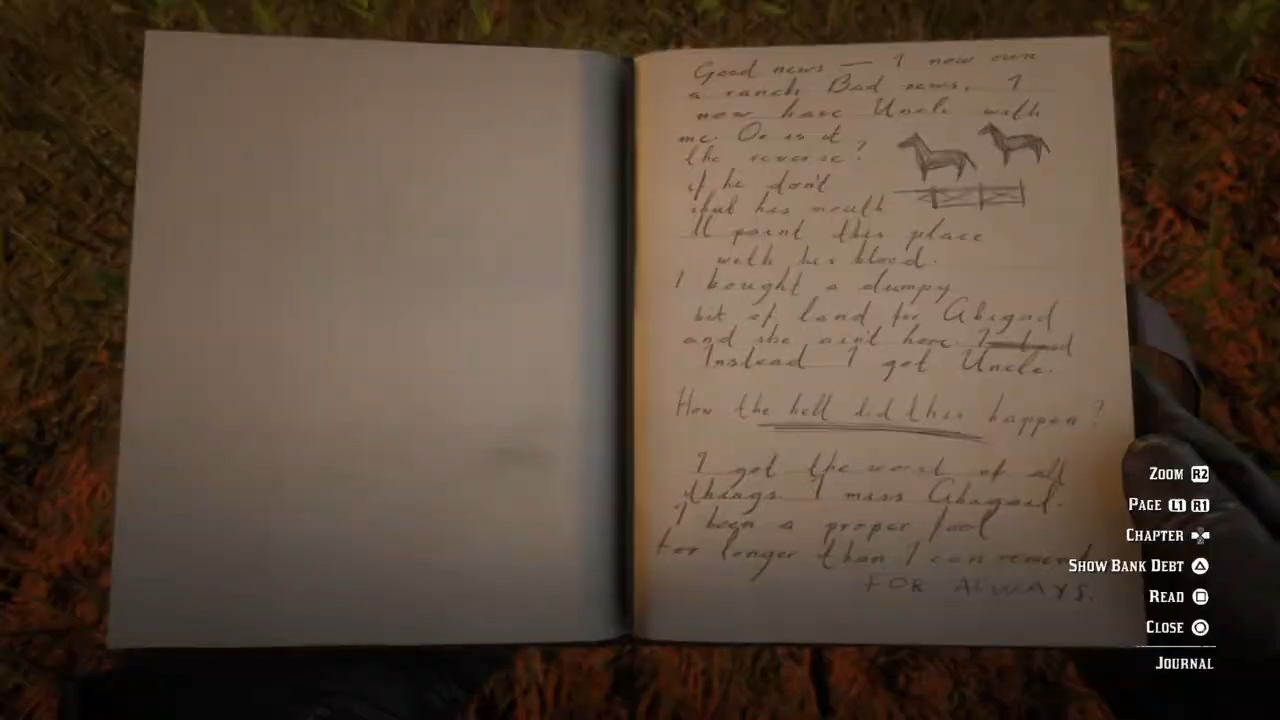 Good news — I now own
a ranch Bad news. I
now have Uncle with
me. Or is it
the reverse?
if he don't
shut his mouth
I'll paint this place
with his blood.
I bought a dumpy
bit of land for Abigail
and she ain't here. I
Instead I got Uncle.
How the hell did this happen?
I got the worst of all
things. I miss Abigail.
I been a proper fool
for longer than I can remem
FOR ALWAYS.
ZOOM R2
PAGE L1 R1
CHAPTER
SHOW BANK DEBT
READ
CLOSE
JOURNAL